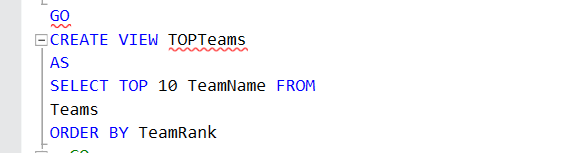 GO
CREATE VIEW TOPTeams
AS
SELECT TOP 10 TeamName FROM
Teams
ORDER BY TeamRank